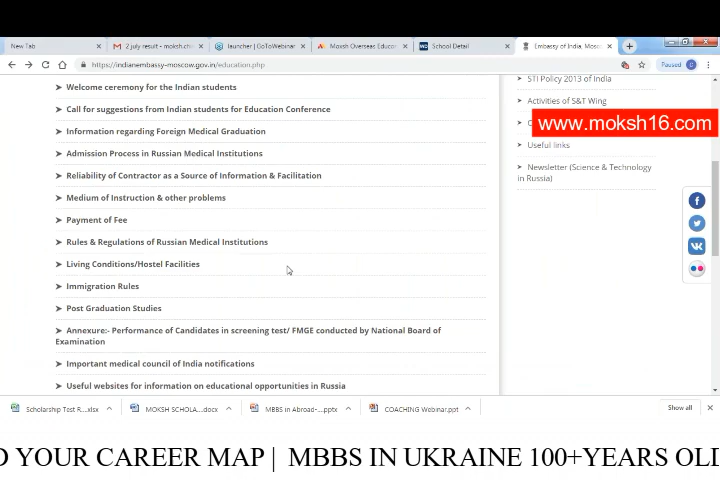 New Tab
2 july result - moksh.chir
launcher | GoToWebinar
Moxsh Overseas Educon
School Detail
Embassy of India, Mosc
Paused
https://indianembassy-moscow.gov.in/education.php
Welcome ceremony for the Indian students
Call for suggestions from Indian students for Education Conference
Information regarding Foreign Medical Graduation
Admission Process in Russian Medical Institutions
Reliability of Contractor as a Source of Information & Facilitation
Medium of Instruction & other problems
Payment of Fee
Rules & Regulations of Russian Medical Institutions
Living Conditions/Hostel Facilities
Immigration Rules
Post Graduation Studies
Annexure:- Performance of Candidates in screening test/ FMGE conducted by National Board of
Examination
Important medical council of India notifications
Useful websites for information on educational opportunities in Russia
STI Policy 2013 of India
Activities of S&T Wing
www.moksh16.com
Useful links
Newsletter (Science & Technology
in Russia)
Scholarship Test R....xlsx
MOKSH SCHOLA....docx
MBBS in Abroad-...pptx
COACHING Webinar.ppt
Show all
D YOUR CAREER MAP | MBBS IN UKRAINE 100+YEARS OLD